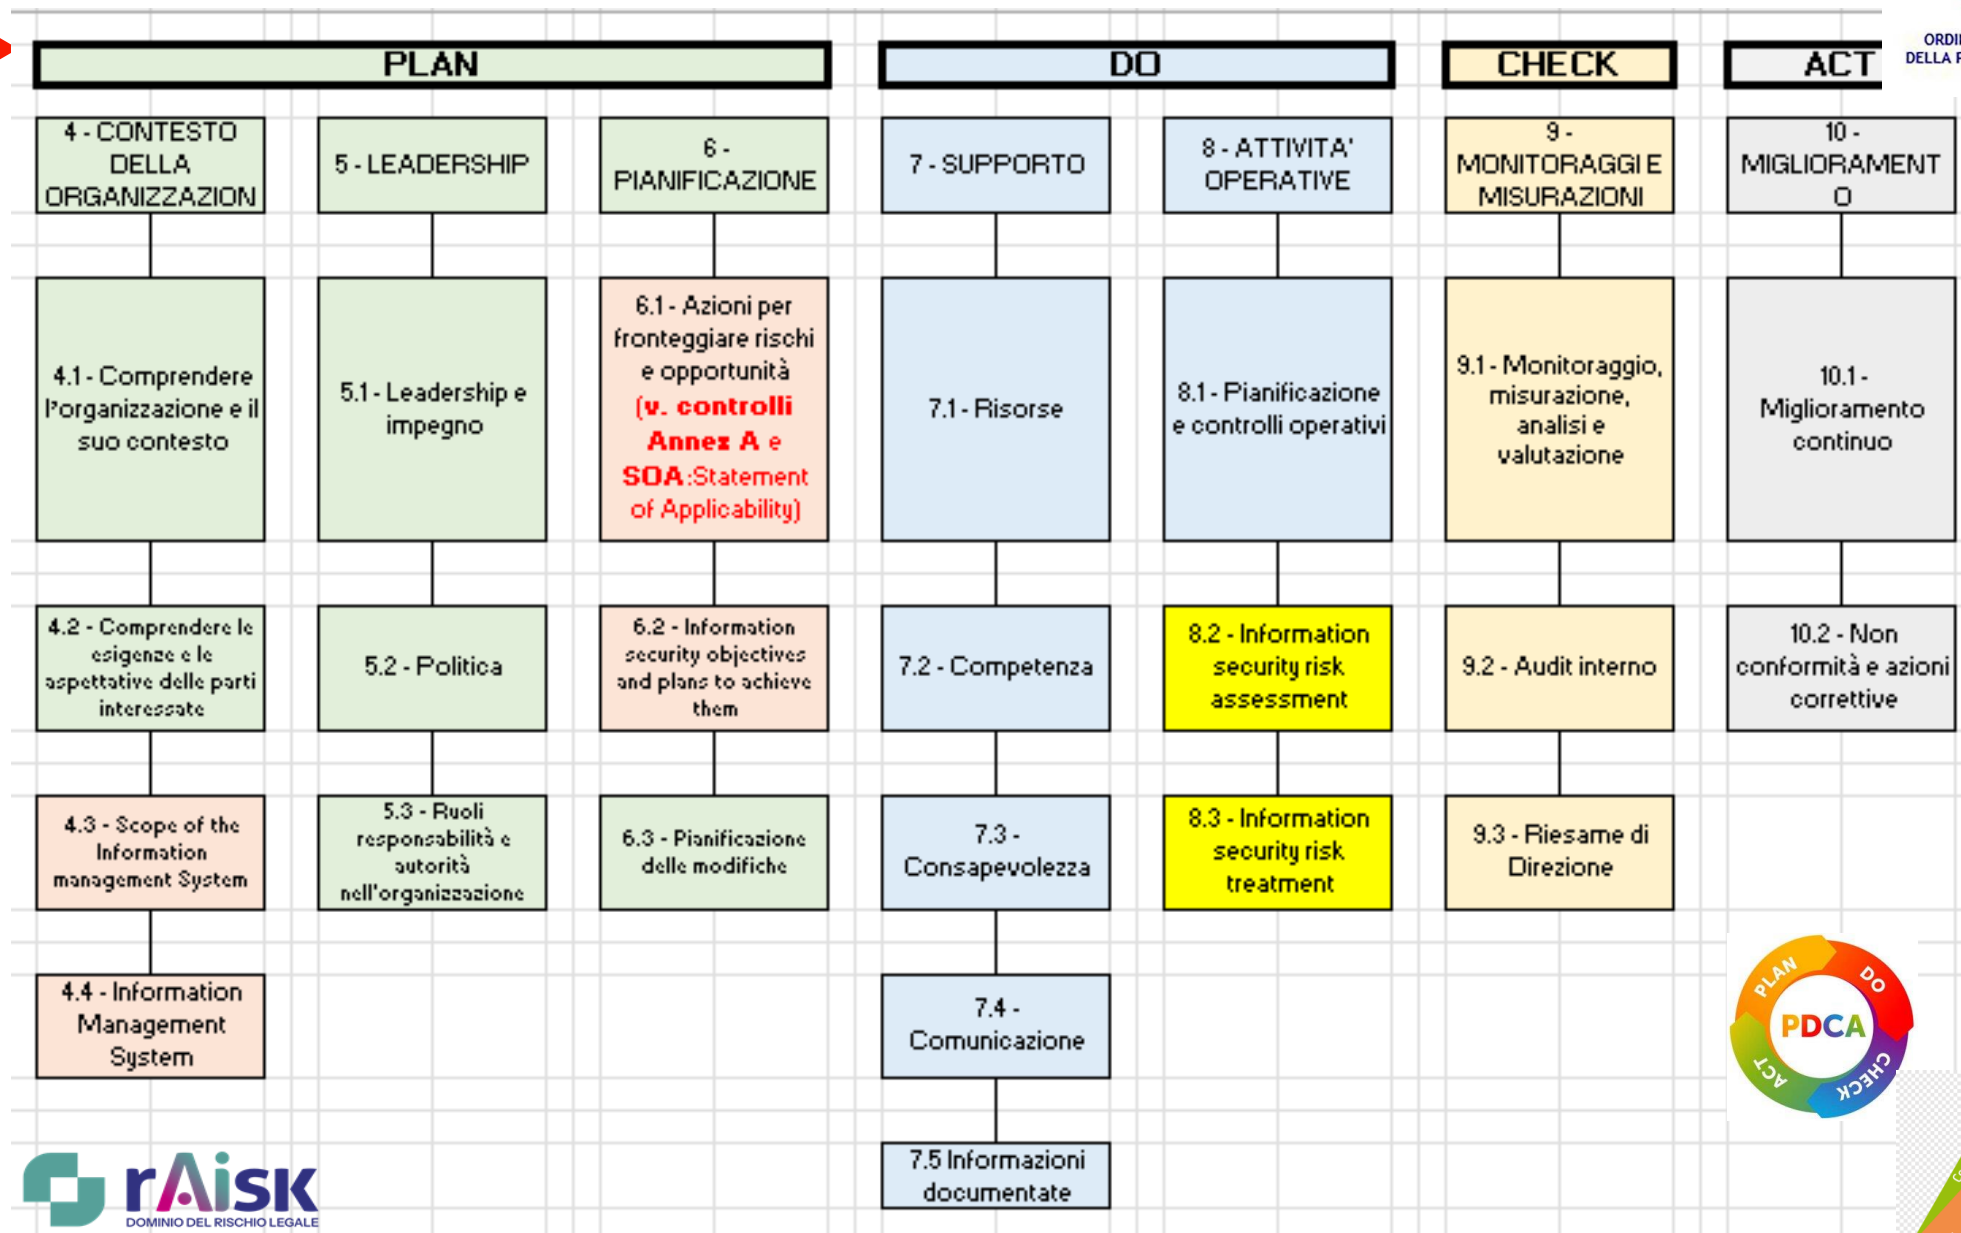 PLAN
DO
CHECK
ACT
4 - CONTESTO
DELLA
ORGANIZZAZION
5 - LEADERSHIP
6 -
PIANIFICAZIONE
7 - SUPPORTO
8 - ATTIVITA'
OPERATIVE
9 -
MONITORAGGI E
MISURAZIONI
10 -
MIGLIORAMENT
O
4.1 - Comprendere
l'organizzazione e il
suo contesto
5.1 - Leadership e
impegno
6.1 - Azioni per
fronteggiare rischi
e opportunità
(v. controlli
Annex A e
SOA:Statement
of Applicability)
7.1 - Risorse
8.1 - Pianificazione
e controlli operativi
9.1 - Monitoraggio,
misurazione,
analisi e
valutazione
10.1 -
Miglioramento
continuo
4.2 - Comprendere le
esigenze e le
aspettative delle parti
interessate
5.2 - Politica
6.2 - Information
security objectives
and plans to achieve
them
7.2 - Competenza
8.2 - Information
security risk
assessment
9.2 - Audit interno
10.2 - Non
conformità e azioni
correttive
4.3 - Scope of the
Information
management System
5.3 - Ruoli
responsabilità e
autorità
nell'organizzazione
6.3 - Pianificazione
delle modifiche
7.3 -
Consapevolezza
8.3 - Information
security risk
treatment
9.3 - Riesame di
Direzione
4.4 - Information
Management
System
7.4 -
Comunicazione
7.5 Informazioni
documentate
PLAN
DO
PDCA
ACT
CHECK
rAisk
DOMINIO DEL RISCHIO LEGALE
DELLA